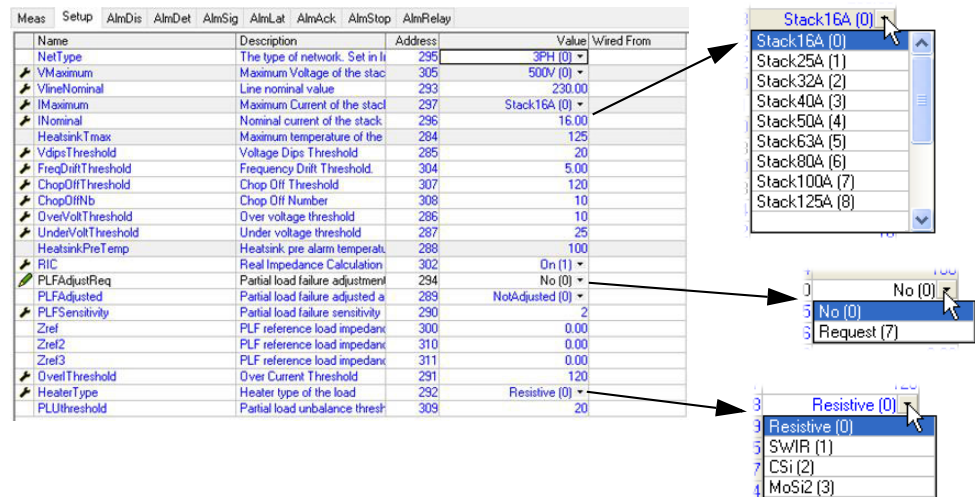 Meas Setup AlmDis AlmDet AlmSig AlmLat AlmAck AlmStop AlmRelay
Name Description Address Value Wired From
NetType The type of network. Set in 295 3PH (0)
VMaximum Maximum Voltage of the stac 305 500V (0)
VlineNominal Line nominal value 293 230.00
IMaximum Maximum Current of the stac 297 Stack16A (0)
INominal Nominal current of the stack 296 16.00
HeatsinkTmax Maximum temperature of the 284 125
VdipsThreshold Voltage Dips Threshold 285 20
FreqDriftThreshold Frequency Drift Threshold. 304 5.00
ChopOffThreshold Chop Off Threshold 307 120
ChopOffNb Chop Off Number 308 10
OverVoltThreshold Over voltage threshold 286 10
UnderVoltThreshold Under voltage threshold 287 25
HeatsinkPreTemp Heatsink pre alarm temperatu 288 100
RIC Real Impedance Calculation 302 On (1)
PLFAdjustReq Partial load failure adjustment 294 No (0)
PLFAdjusted Partial load failure adjusted a 289 NotAdjusted (0)
PLFSensitivity Partial load failure sensitivity 290 2
Zref PLF reference load impedanc 300 0.00
Zref2 PLF reference load impedanc 310 0.00
Zref3 PLF reference load impedanc 311 0.00
OverIThreshold Over Current Threshold 291 120
HeaterType Heater type of the load 292 Resistive (0)
PLUthreshold Partial load unbalance thresh 309 20
Stack16A (0)
Stack16A (0)
Stack25A (1)
Stack32A (2)
Stack40A (3)
Stack50A (4)
Stack63A (5)
Stack80A (6)
Stack100A (7)
Stack125A (8)
No (0)
No (0)
Request (7)
Resistive (0)
Resistive (0)
SWIR (1)
CSi (2)
MoSi2 (3)